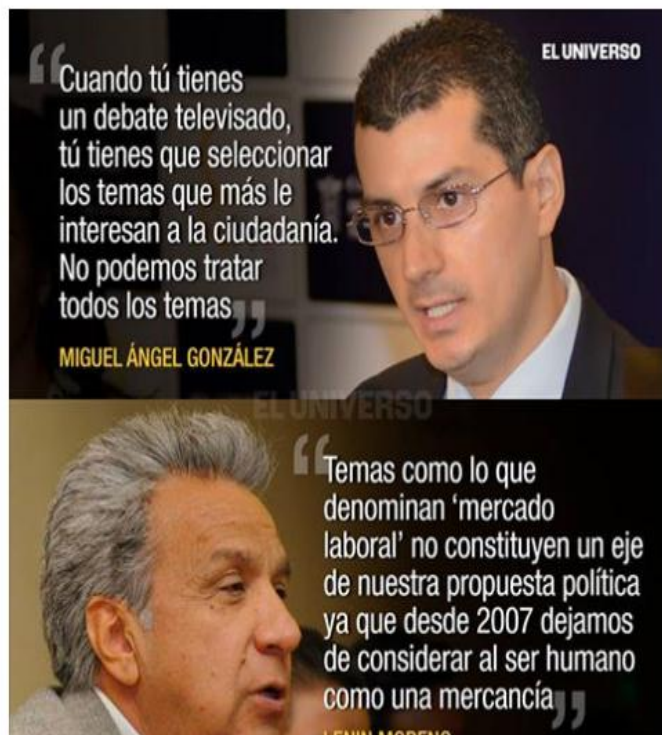 EL UNIVERSO
“Cuando tú tienes
un debate televisado,
tú tienes que seleccionar
los temas que más le
interesan a la ciudadanía.
No podemos tratar
todos los temas”
MIGUEL ÁNGEL GONZÁLEZ
EL UNIVERSO
“Temas como lo que
denominan ‘mercado
laboral’ no constituyen un eje
de nuestra propuesta política
ya que desde 2007 dejamos
de considerar al ser humano
como una mercancía”
LENIN MORENO